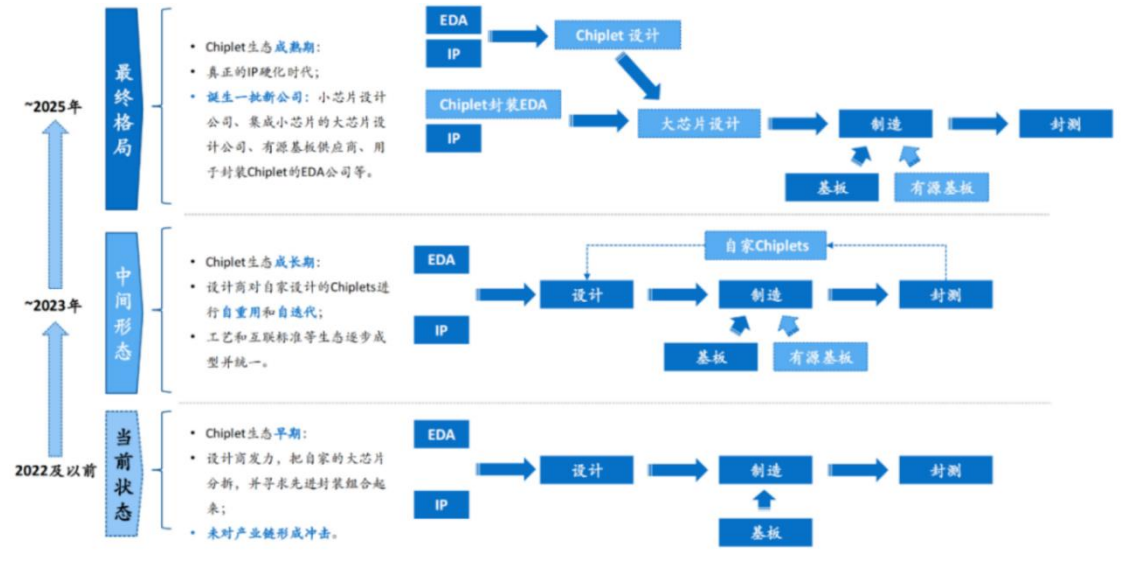 ~2025年
最终格局
• Chiplet生态成熟期：
• 真正的IP硬化时代；
• 诞生一批新公司：小芯片设计
公司、集成小芯片的大芯片设
计公司、有源基板供应商、用
于封装Chiplet的EDA公司等。
EDA
IP
Chiplet 设计
Chiplet封装EDA
IP
大芯片设计
制造
封测
基板
有源基板
~2023年
中间形态
• Chiplet生态成长期：
• 设计商对自家设计的Chiplets进
行自重用和自迭代；
• 工艺和互联标准等生态逐步成
型并统一。
自家Chiplets
EDA
IP
设计
制造
封测
基板
有源基板
2022及以前
当前状态
• Chiplet生态早期：
• 设计商发力，把自家的大芯片
分拆，并寻求先进封装组合起
来；
• 未对产业链形成冲击。
EDA
IP
设计
制造
封测
基板